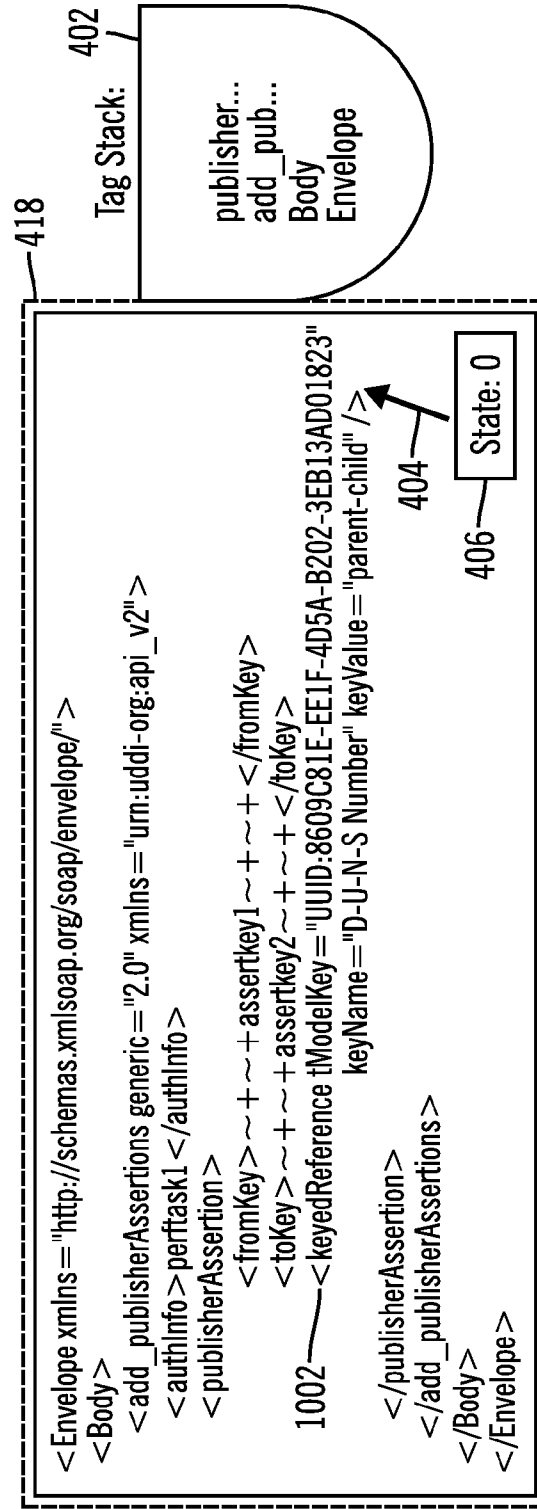 418
<Envelope xmlns="http://schemas.xmlsoap.org/soap/envelope/">
<Body>
<add_publisherAssertions generic="2.0" xmlns="urn:uddi-org:api_v2">
<authInfo>perftask1</authInfo>
<publisherAssertion>
<fromKey>~+~+assertkey1~+~+</fromKey>
<toKey>~+~+assertkey2~+~+</toKey>
1002 <keyedReference tModelKey="UUID:8609C81E-EE1F-4D5A-B202-3EB13AD01823"
keyName="D-U-N-S Number" keyValue="parent-child" />
</publisherAssertion>
</add_publisherAssertions>
</Body>
</Envelope>
404
406
State: 0
Tag Stack:
402
publisher...
add_pub...
Body
Envelope